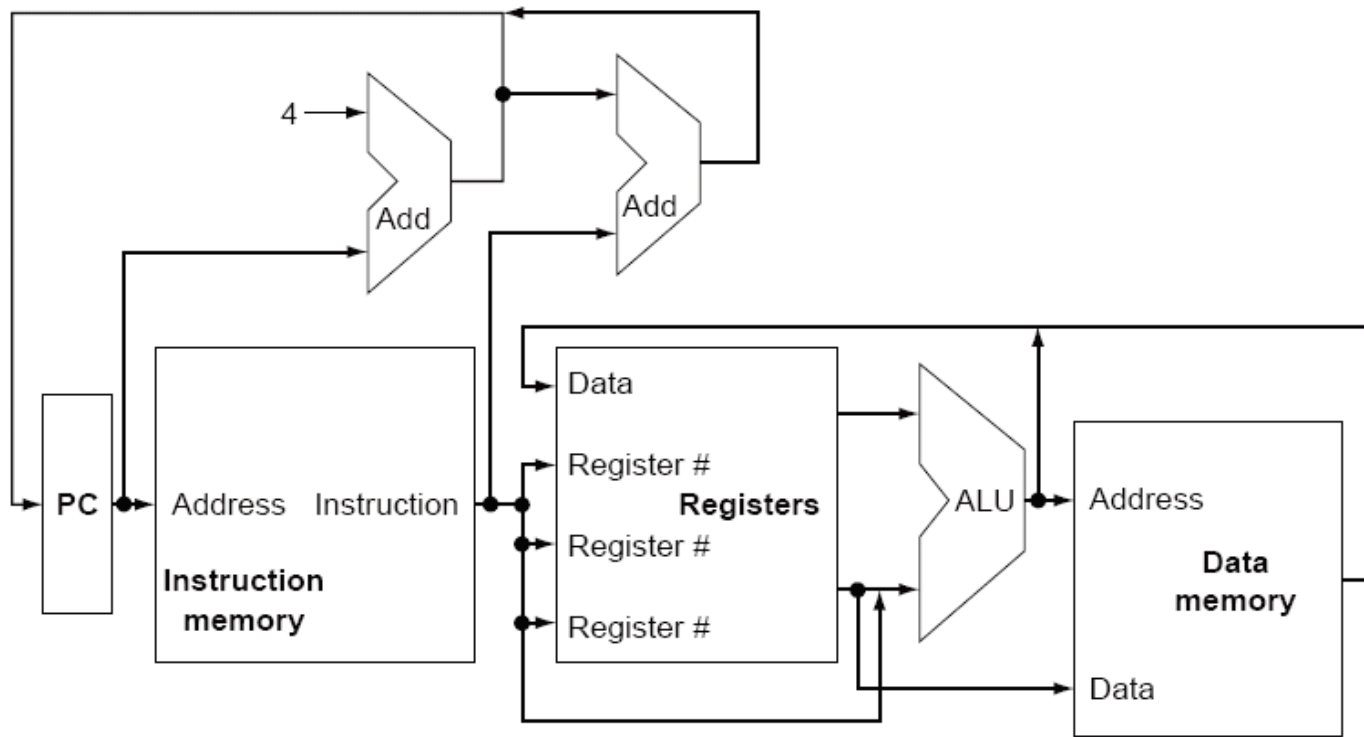 4
Add
Add
Data
Register #
PC
Address
Instruction
Registers
ALU
Address
Register #
Instruction
memory
Data
memory
Register #
Data